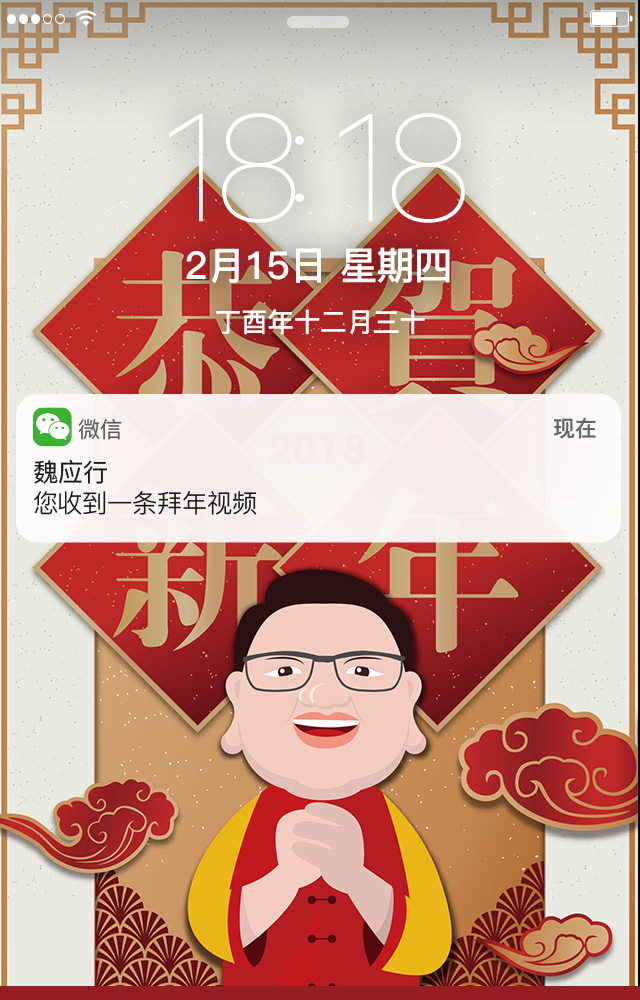 18:18
2月15日 星期四
丁酉年十二月三十
恭賀
微信
现在
2018
魏应行
您收到一条拜年视频
新年